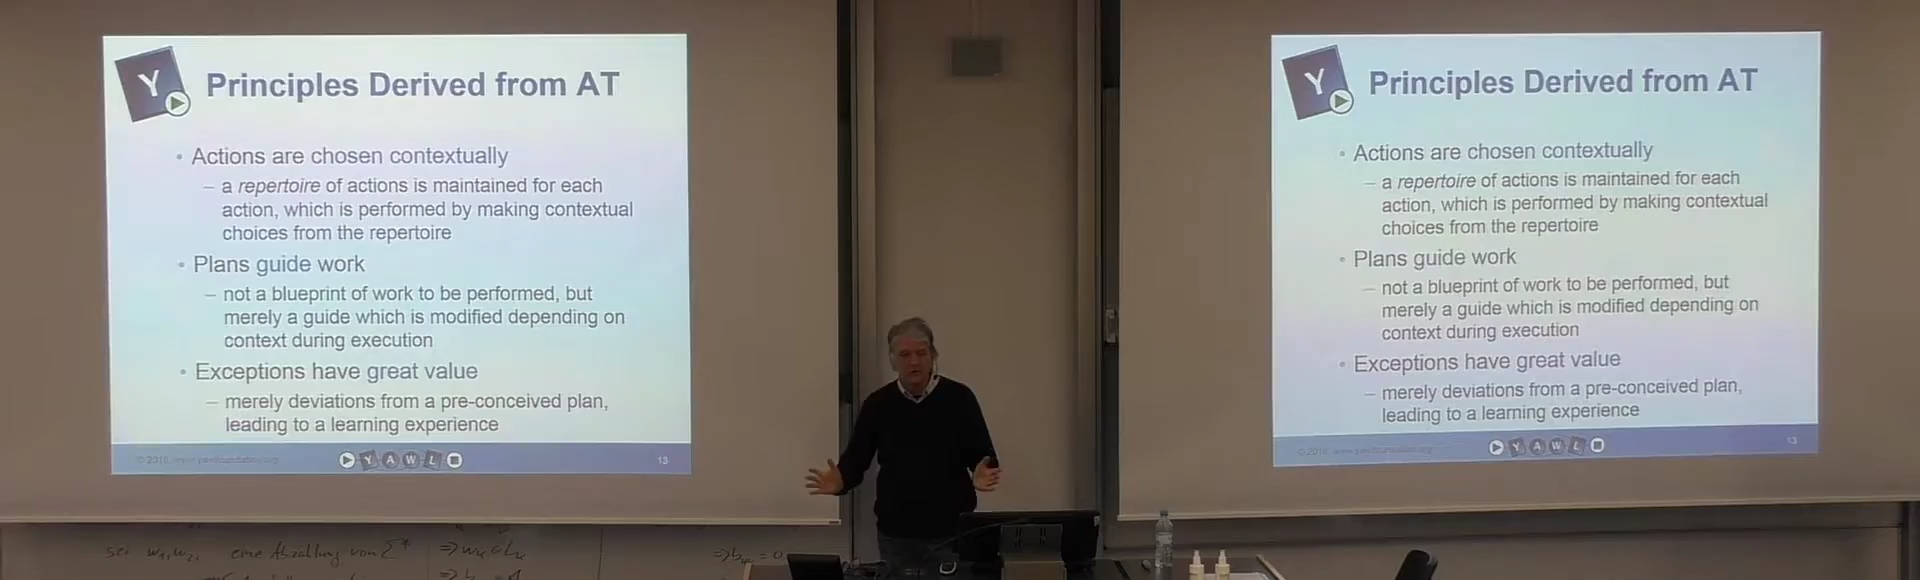 Y
Principles Derived from AT
• Actions are chosen contextually
– a repertoire of actions is maintained for each
action, which is performed by making contextual
choices from the repertoire
• Plans guide work
– not a blueprint of work to be performed, but
merely a guide which is modified depending on
context during execution
• Exceptions have great value
– merely deviations from a pre-conceived plan,
leading to a learning experience
YAWL
13
Y
Principles Derived from AT
• Actions are chosen contextually
– a repertoire of actions is maintained for each
action, which is performed by making contextual
choices from the repertoire
• Plans guide work
– not a blueprint of work to be performed, but
merely a guide which is modified depending on
context during execution
• Exceptions have great value
– merely deviations from a pre-conceived plan,
leading to a learning experience
YAWL
13
eine Abzählung von Σ*